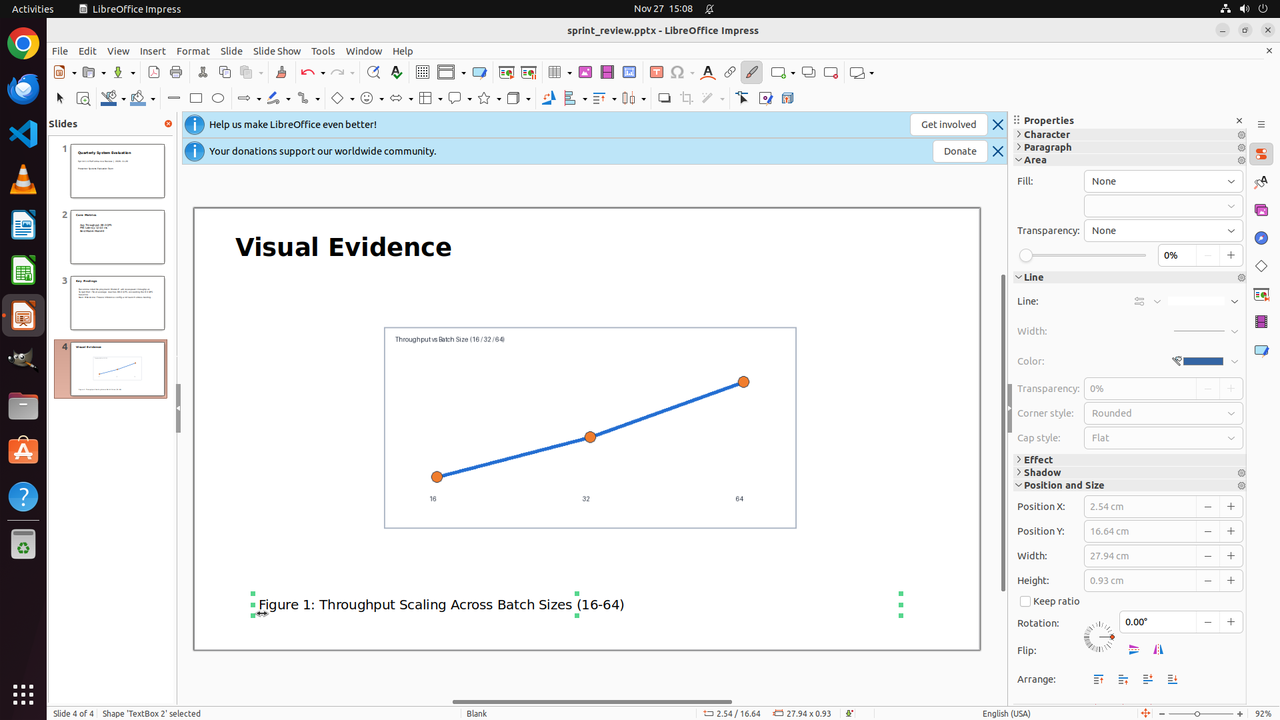 Activities
LibreOffice Impress
Nov 27 15:08
sprint_review.pptx - LibreOffice Impress
File Edit View Insert Format Slide Slide Show Tools Window Help
Slides
Help us make LibreOffice even better!
Get involved
Your donations support our worldwide community.
Donate
1
Quarterly System Evaluation
2
3
Key Findings
4
Visual Evidence
Visual Evidence
Throughput vs Batch Size (16 / 32 / 64)
16 32 64
Figure 1: Throughput Scaling Across Batch Sizes (16-64)
Properties
Character
Paragraph
Area
Fill: None
Transparency: None
0%
Line
Line:
Width:
Color:
Transparency: 0%
Corner style: Rounded
Cap style: Flat
Effect
Shadow
Position and Size
Position X: 2.54 cm
Position Y: 16.64 cm
Width: 27.94 cm
Height: 0.93 cm
Keep ratio
Rotation: 0.00°
Flip:
Arrange:
Slide 4 of 4 Shape 'TextBox 2' selected Blank 2.54 / 16.64 27.94 x 0.93 English (USA) 92%